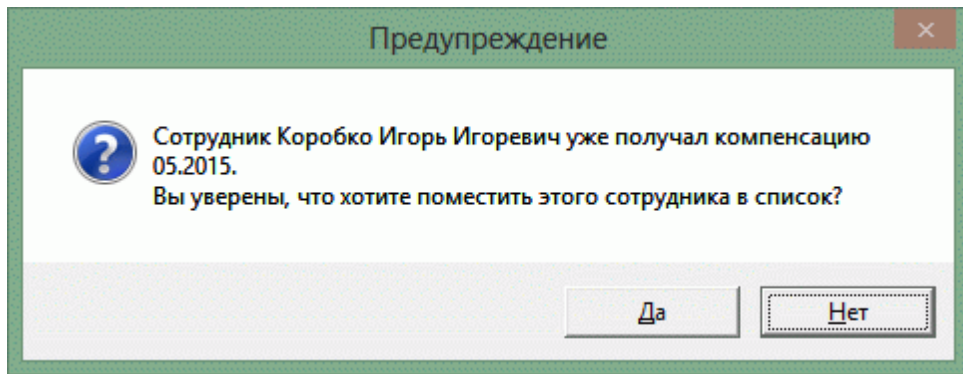 Предупреждение
Сотрудник Коробко Игорь Игоревич уже получал компенсацию
05.2015.
Вы уверены, что хотите поместить этого сотрудника в список?
Да
Нет